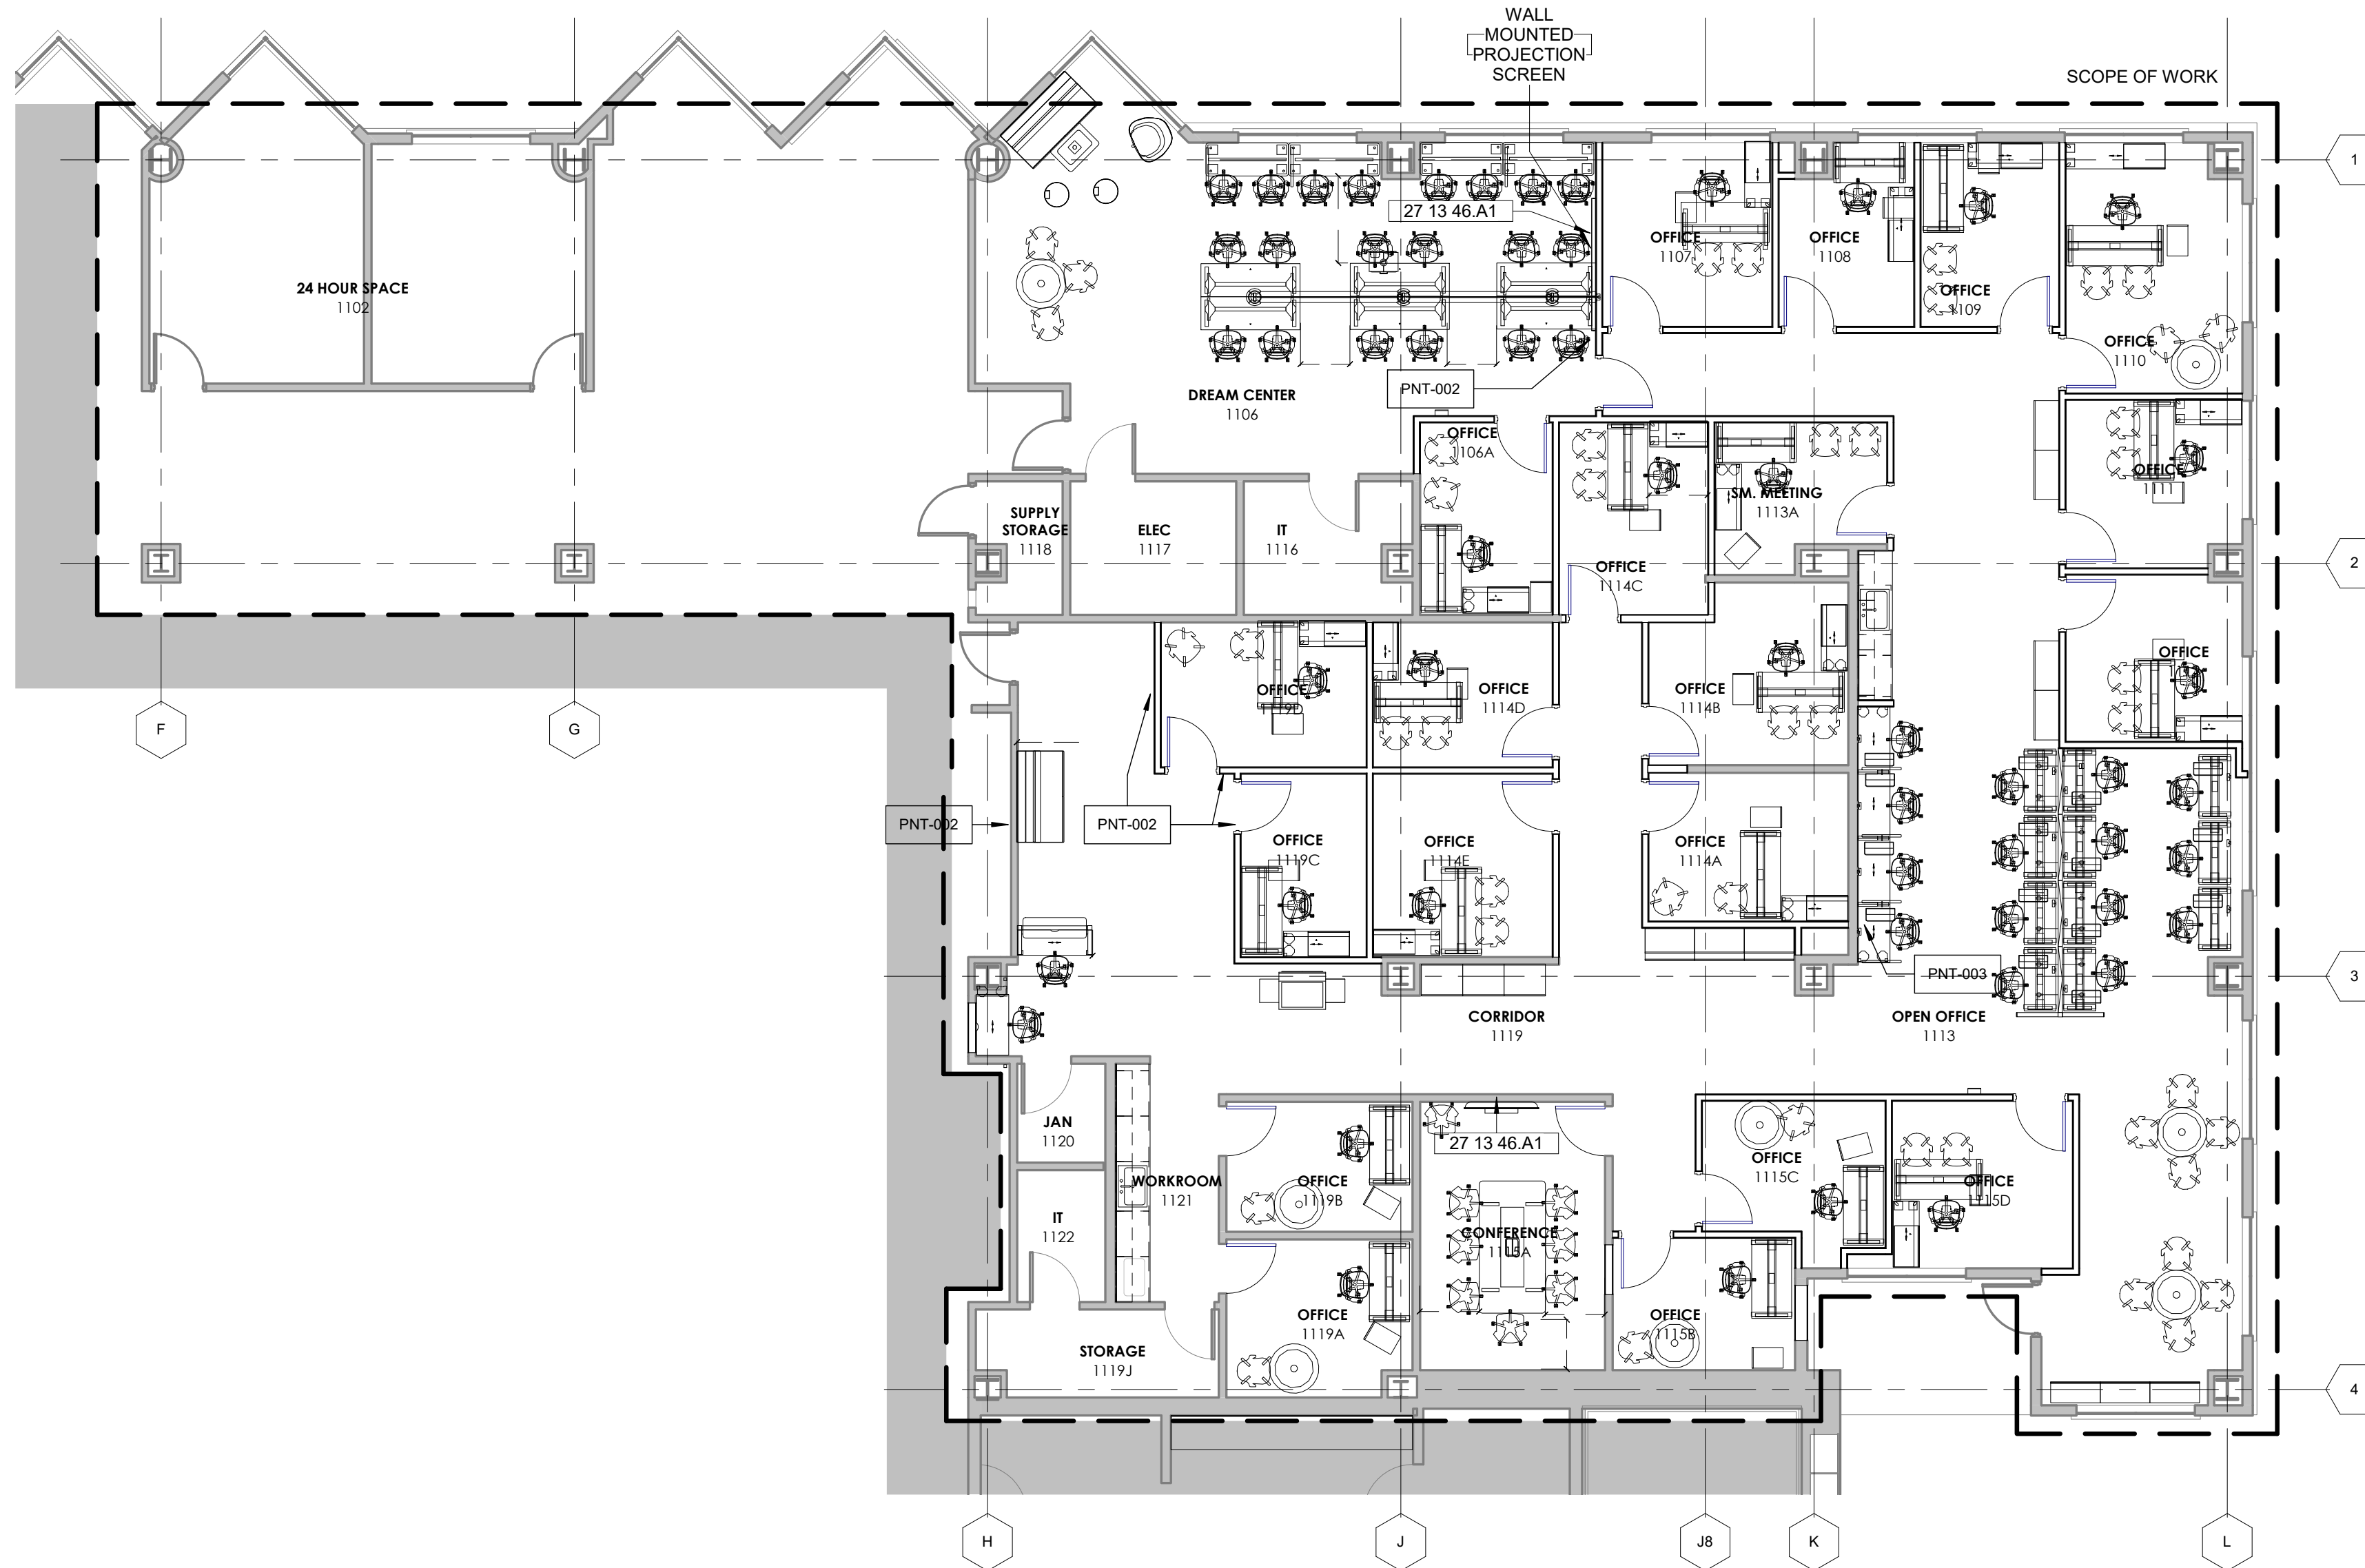 WALL
MOUNTED
PROJECTION
SCREEN
SCOPE OF WORK
1
27 13 46.A1
OFFICE
1107
OFFICE
1108
24 HOUR SPACE
1102
OFFICE
1109
OFFICE
1110
PNT-002
DREAM CENTER
1106
OFFICE
1106A
OFFICE
1111
SM. MEETING
1113A
SUPPLY
STORAGE
1118
ELEC
1117
IT
1116
2
OFFICE
1114C
OFFICE
F
G
OFFICE
1119D
OFFICE
1114D
OFFICE
1114B
PNT-002
PNT-002
OFFICE
1119C
OFFICE
1114E
OFFICE
1114A
PNT-003
3
CORRIDOR
1119
OPEN OFFICE
1113
JAN
1120
27 13 46.A1
OFFICE
1115C
WORKROOM
1121
OFFICE
1119B
OFFICE
1115D
IT
1122
CONFERENCE
1115A
OFFICE
1119A
OFFICE
1115B
STORAGE
1119J
4
H
J
J8
K
L